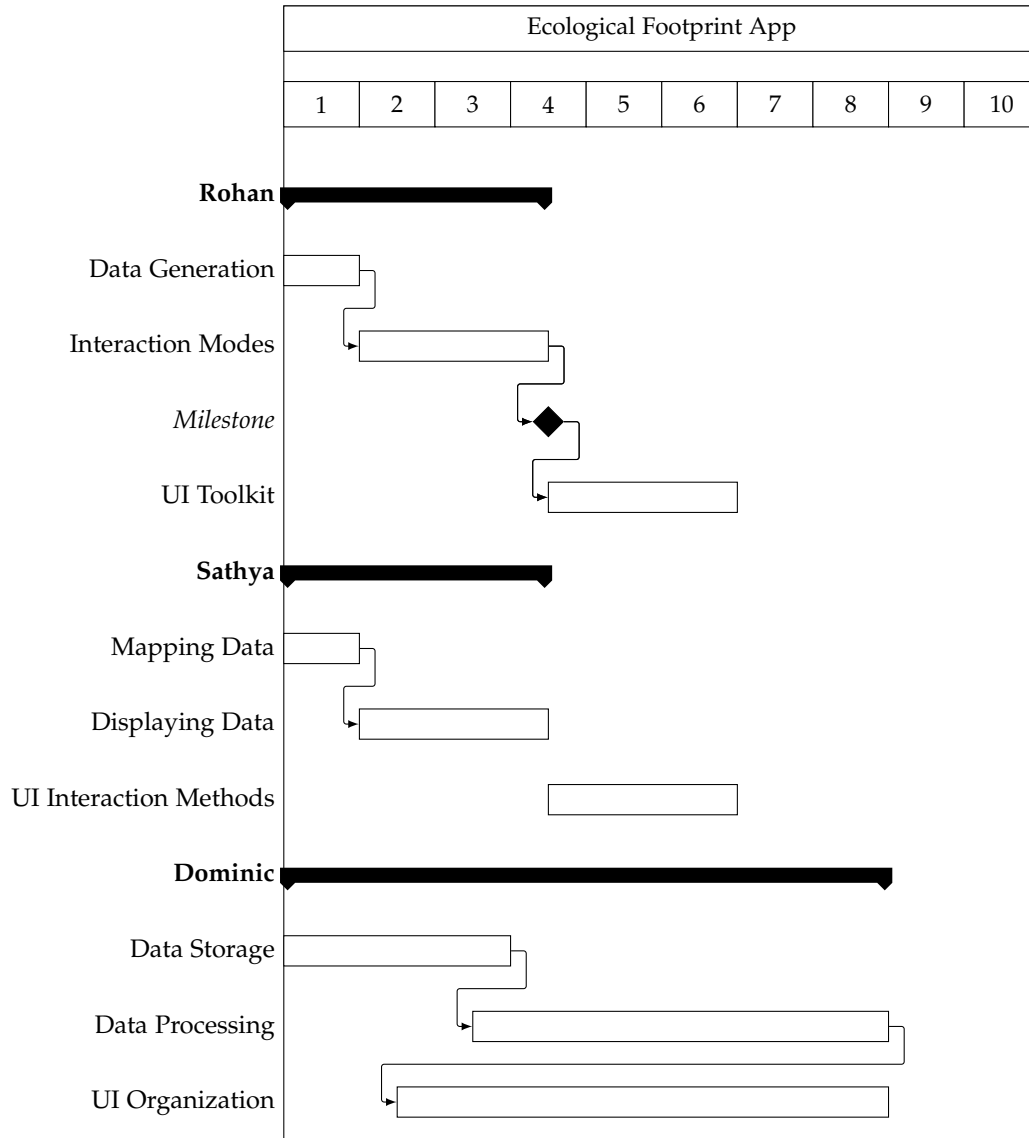 Ecological Footprint App
1 2 3 4 5 6 7 8 9 10
Rohan
Data Generation
Interaction Modes
Milestone
UI Toolkit
Sathya
Mapping Data
Displaying Data
UI Interaction Methods
Dominic
Data Storage
Data Processing
UI Organization